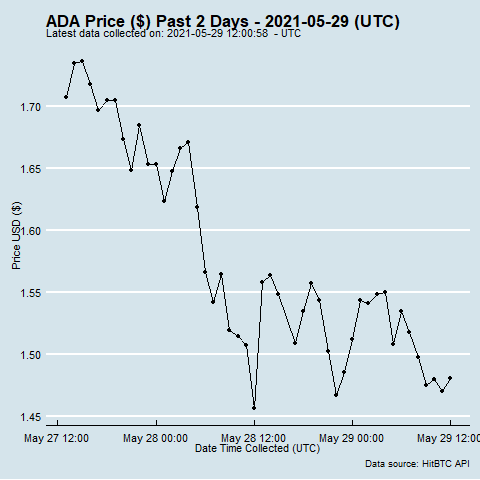 ADA Price ($) Past 2 Days - 2021-05-29 (UTC)
Latest data collected on: 2021-05-29 12:00:58 - UTC
1.70
1.65
1.60
1.55
1.50
1.45
Price USD ($)
May 27 12:00 May 28 00:00 May 28 12:00 May 29 00:00 May 29 12:00
Date Time Collected (UTC)
Data source: HitBTC API